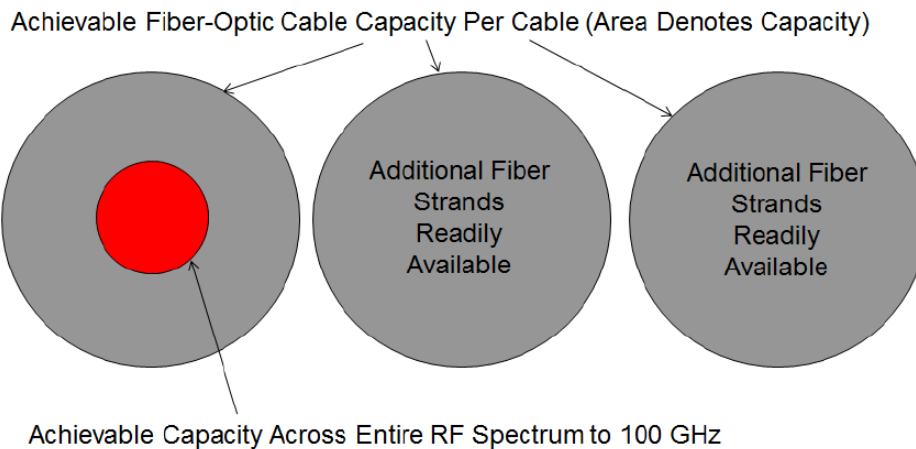 Achievable Fiber-Optic Cable Capacity Per Cable (Area Denotes Capacity)
Additional Fiber
Strands
Readily
Available
Additional Fiber
Strands
Readily
Available
Achievable Capacity Across Entire RF Spectrum to 100 GHz